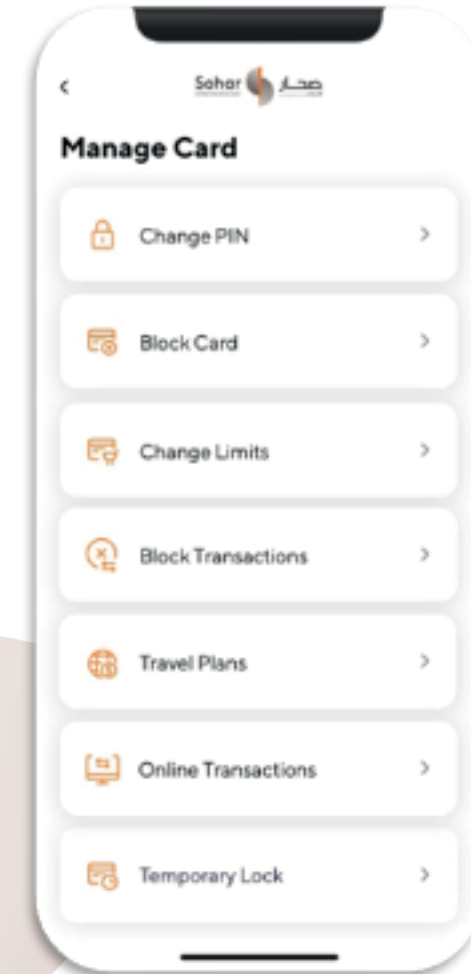 Sohar صحار
Manage Card
Change PIN
Block Card
Change Limits
Block Transactions
Travel Plans
Online Transactions
Temporary Lock